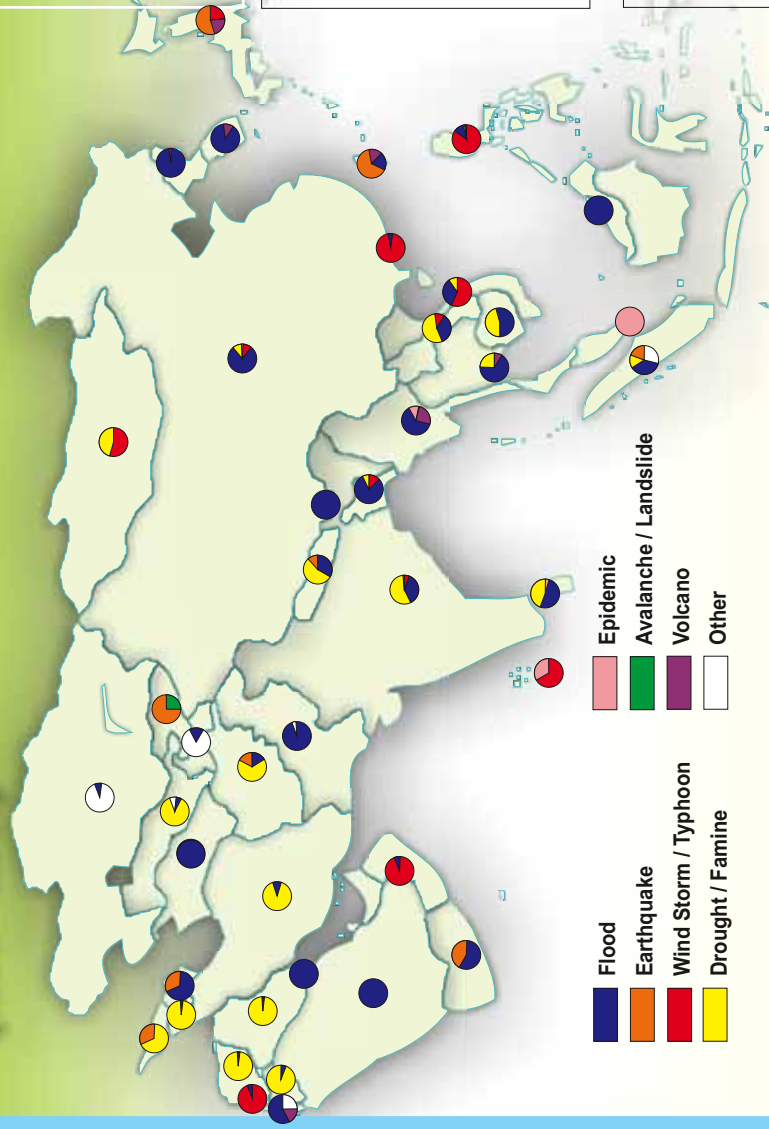 Flood
Earthquake
Wind Storm / Typhoon
Drought / Famine
Epidemic
Avalanche / Landslide
Volcano
Other